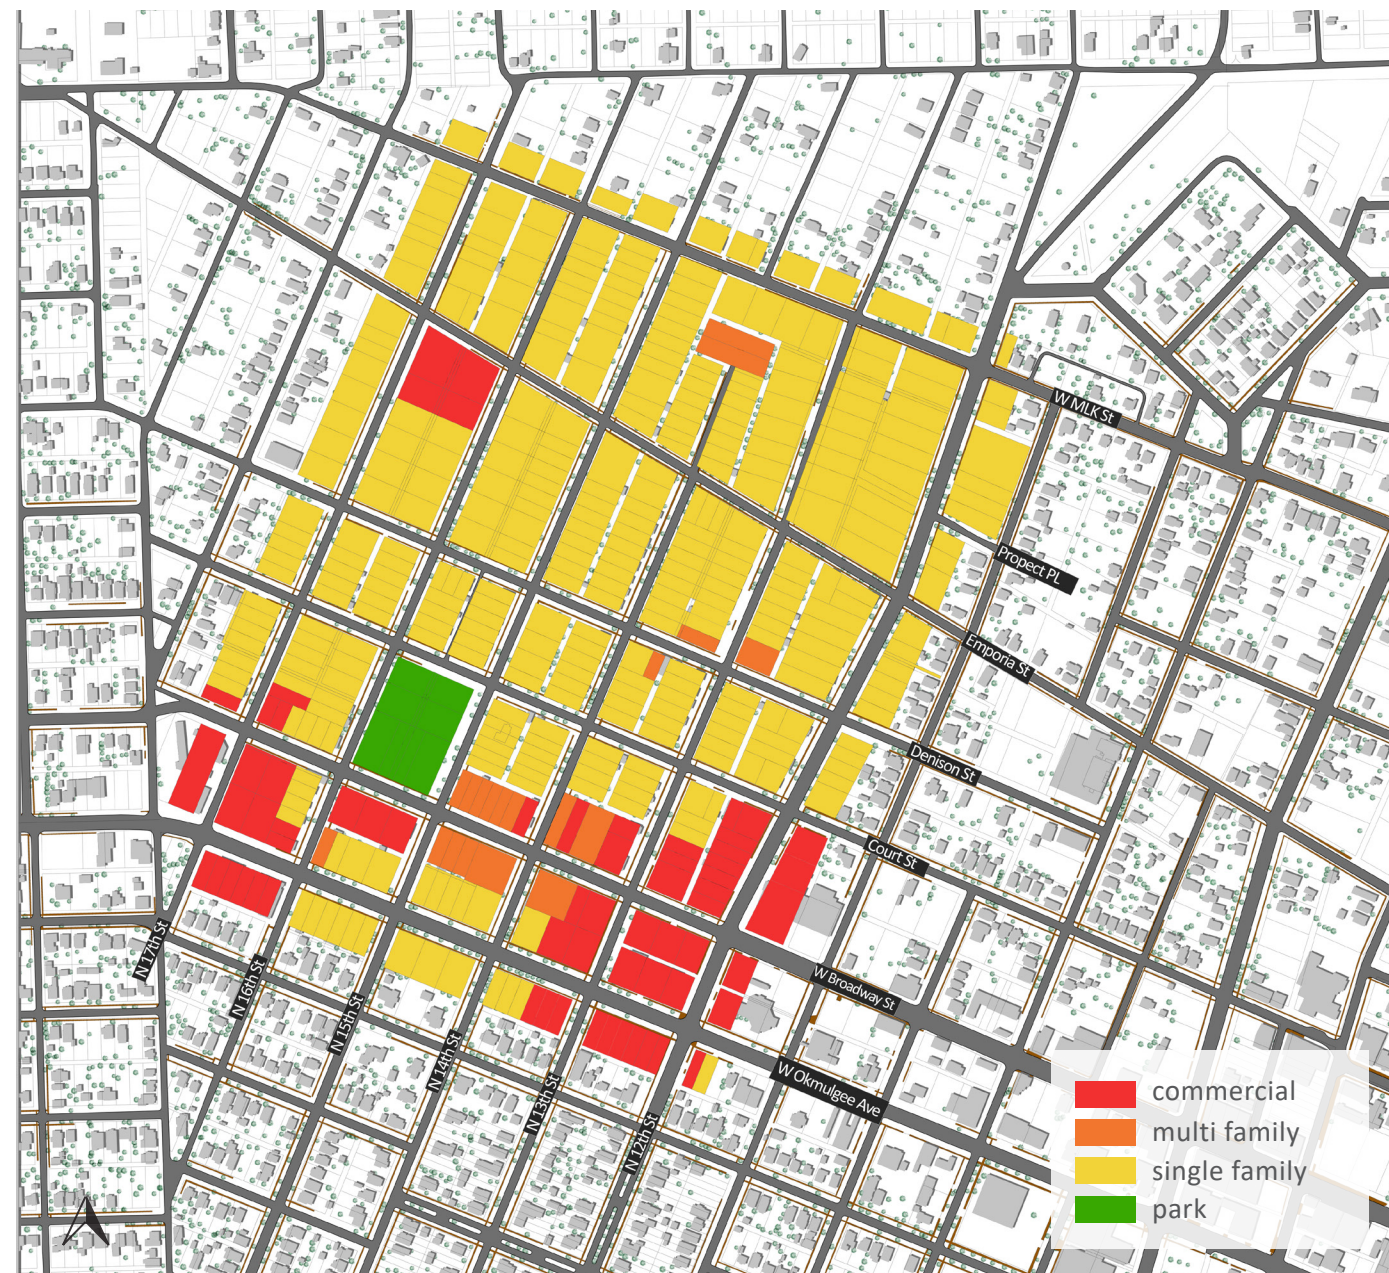 W MLK St
Propect PL
Emporia St
Denison St
Court St
N 17th St
N 16th St
W Broadway St
N 15th St
N 14th St
W Okmulgee Ave
N 13th St
N 12th St
commercial
multi family
single family
park